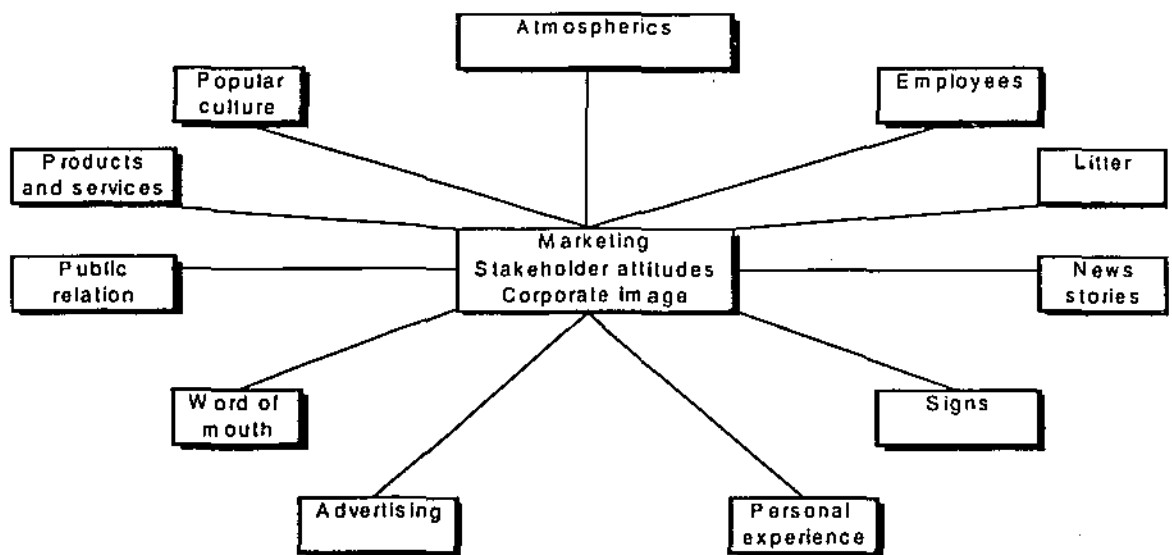 Atmospherics
Popular
culture
Employees
Products
and services
Litter
Marketing
Stakeholder attitudes
Corporate image
Public
relation
News
stories
Word of
mouth
Signs
Advertising
Personal
experience